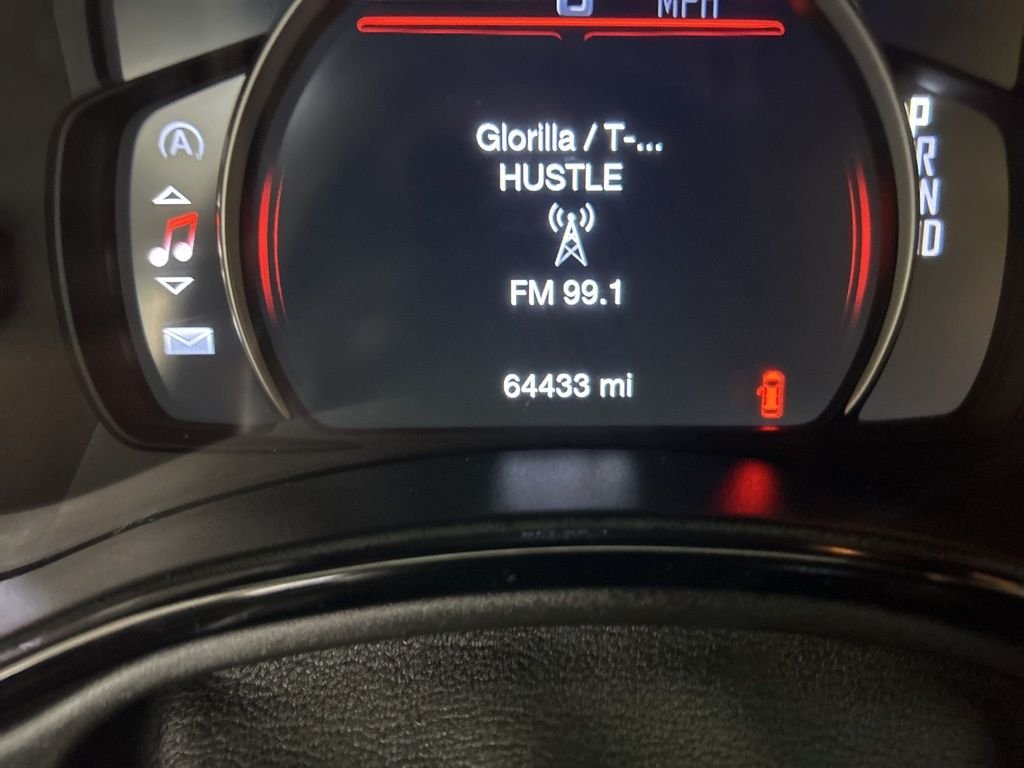 MPH
A
Glorilla / T-...
HUSTLE
FM 99.1
64433 mi
P
R
N
D